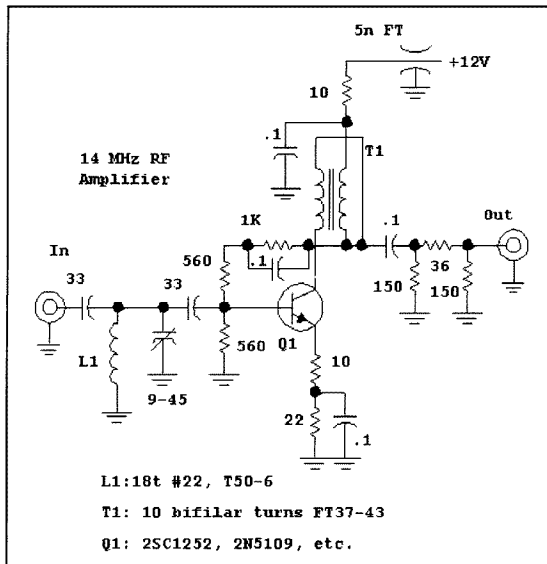 5n FT
+12V
10
.1
T1
14 MHz RF
Amplifier
1K
.1
Out
In
560
.1
33
33
36
150
150
560
Q1
L1
9-45
10
22
.1
L1:18t #22, T50-6
T1: 10 bifilar turns FT37-43
Q1: 2SC1252, 2N5109, etc.